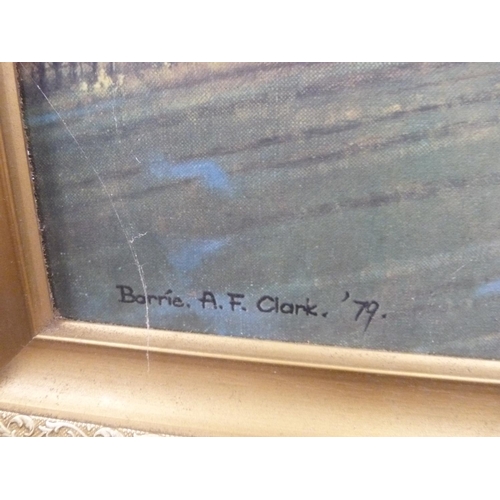 Barrie. A. F. Clark. '79.